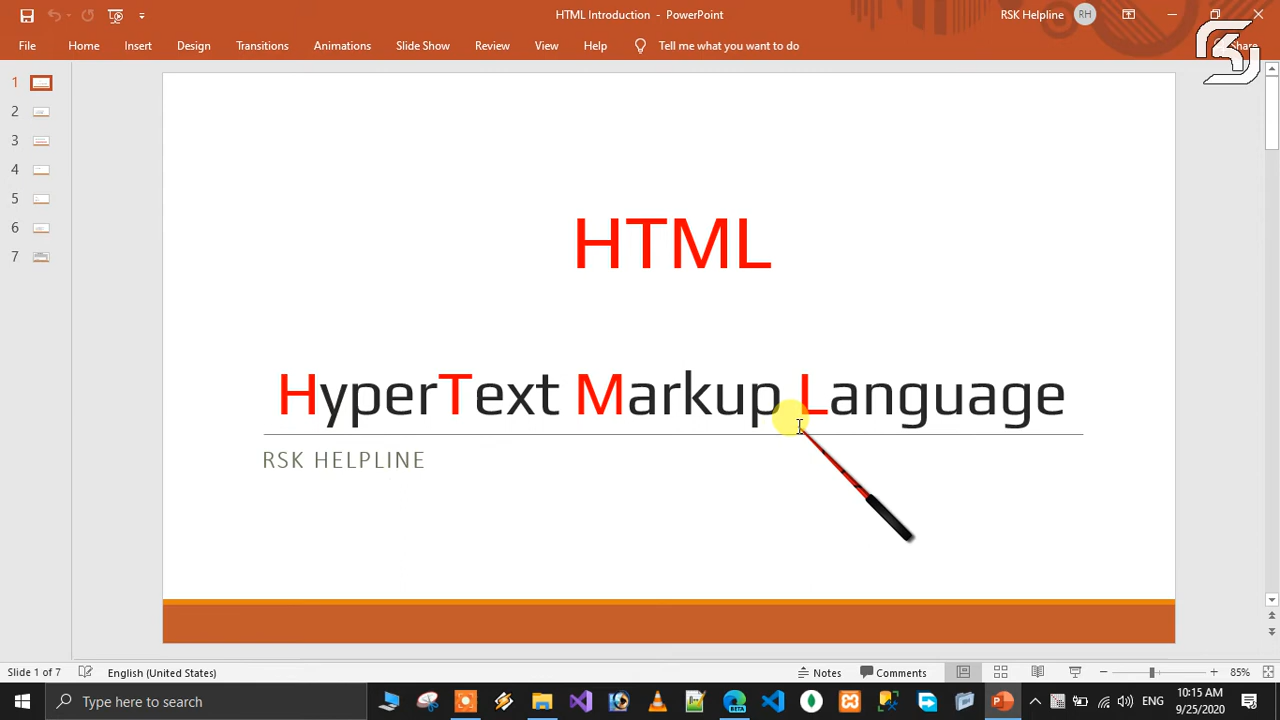 HTML Introduction - PowerPoint
RSK Helpline RH
File Home Insert Design Transitions Animations Slide Show Review View Help Tell me what you want to do Share
1
2
3
4
5
6
7
HTML
HyperText Markup Language
RSK HELPLINE
Slide 1 of 7 English (United States) Notes Comments 85%
Type here to search
BETA
ENG
10:15 AM
9/25/2020